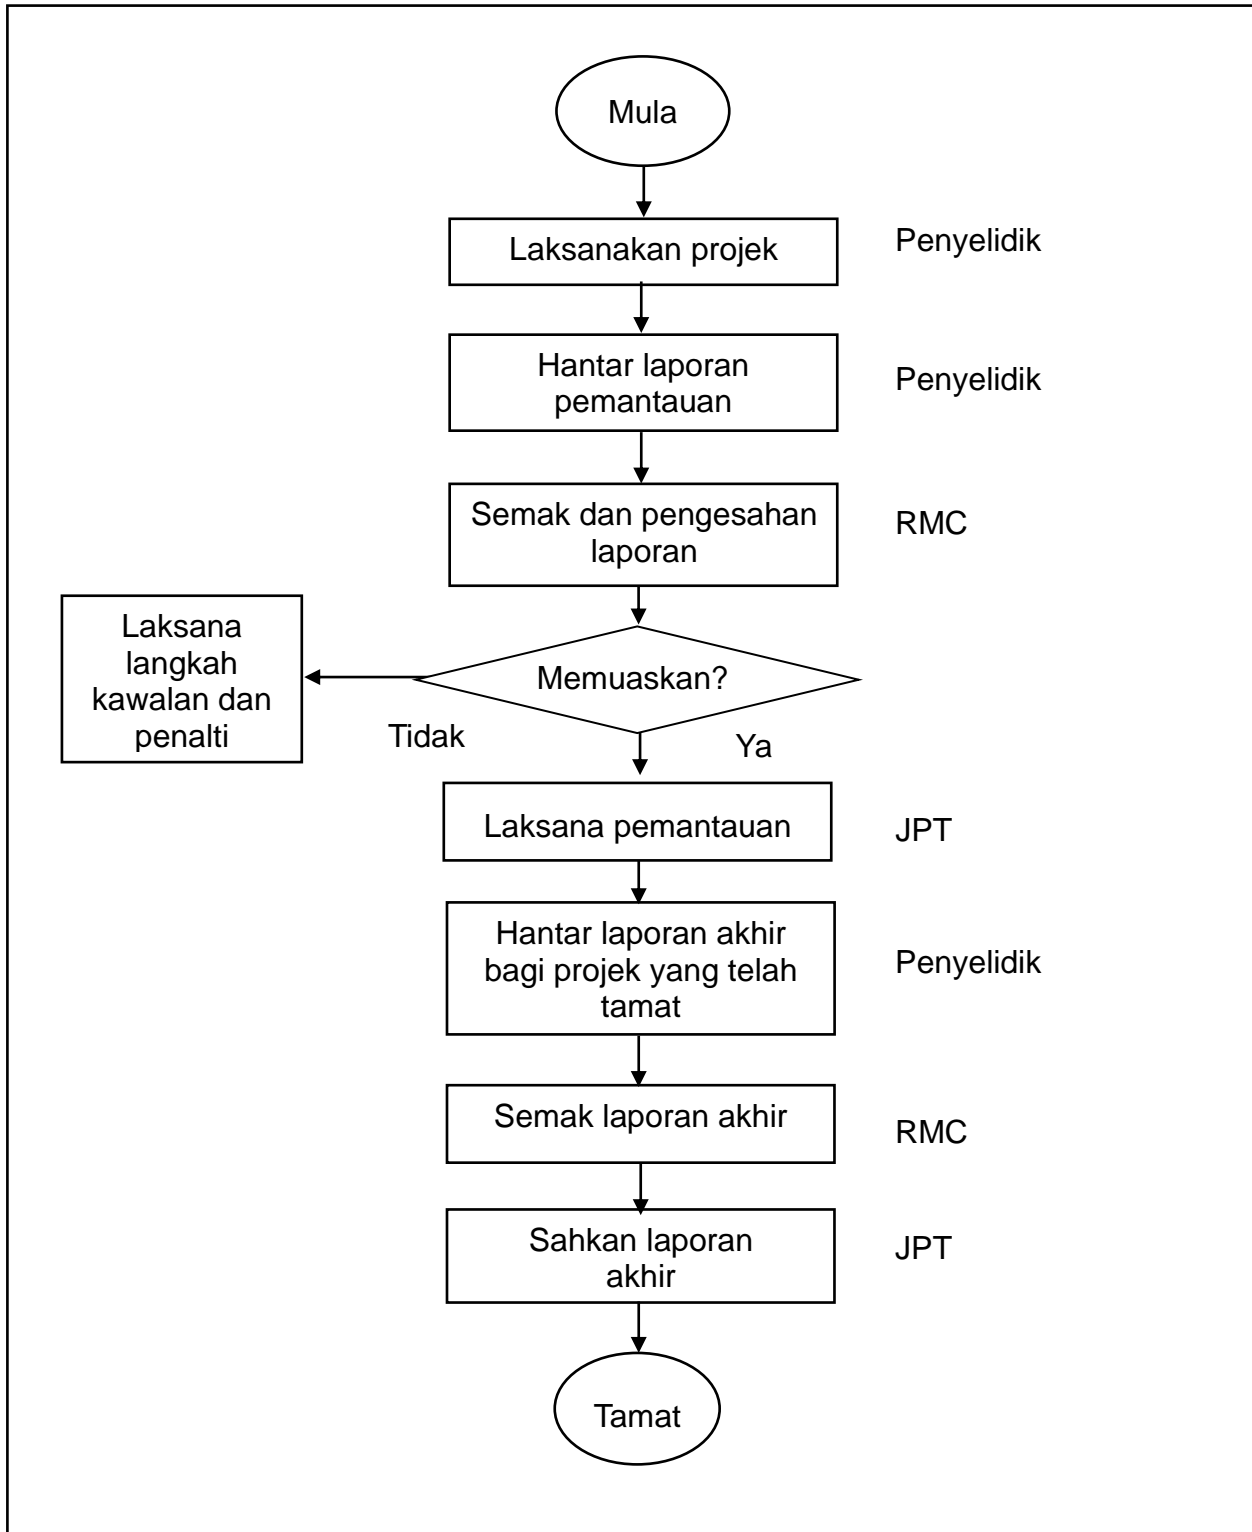 Mula
Laksanakan projek
Penyelidik
Hantar laporan
pemantauan
Penyelidik
Semak dan pengesahan
laporan
RMC
Laksana
langkah
kawalan dan
penalti
Memuaskan?
Tidak
Ya
Laksana pemantauan
JPT
Hantar laporan akhir
bagi projek yang telah
tamat
Penyelidik
Semak laporan akhir
RMC
Sahkan laporan
akhir
JPT
Tamat